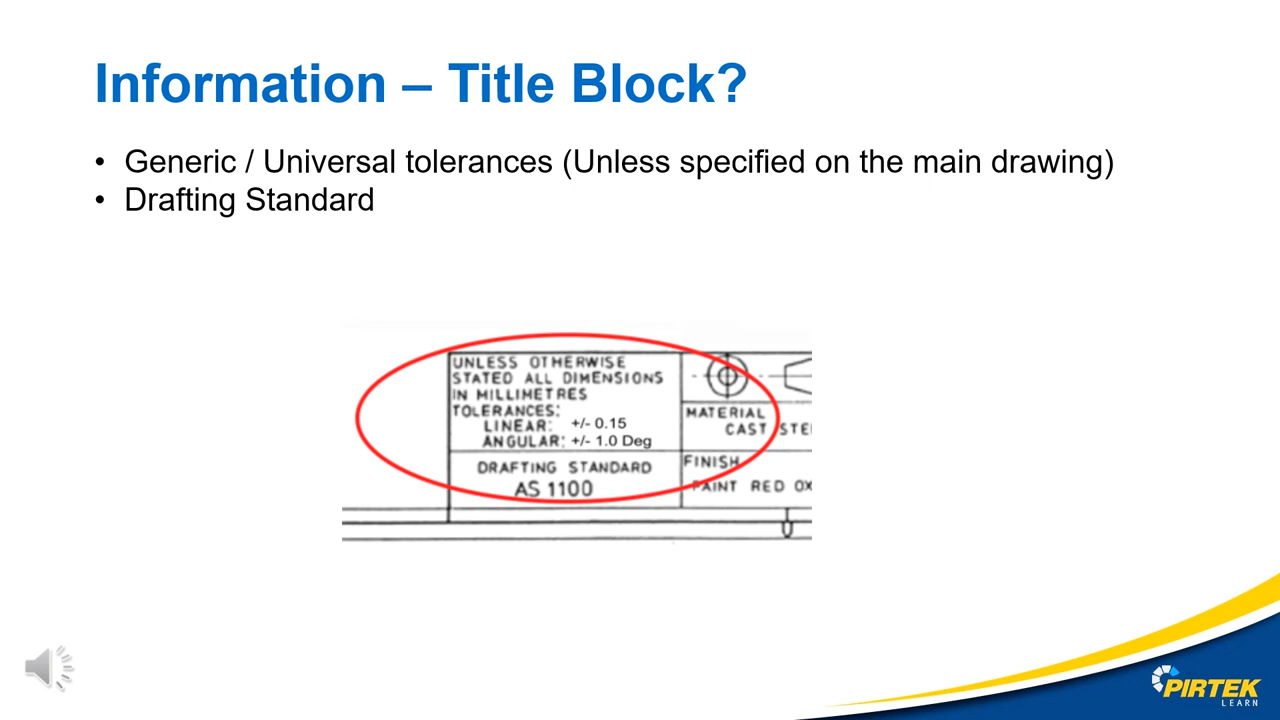 Information – Title Block?
• Generic / Universal tolerances (Unless specified on the main drawing)
• Drafting Standard
UNLESS OTHERWISE
STATED ALL DIMENSIONS
IN MILLIMETRES
TOLERANCES:
LINEAR: +/- 0.15
ANGULAR: +/- 1.0 Deg
DRAFTING STANDARD
AS 1100
MATERIAL
CAST STE
FINISH
PAINT RED OX
PIRTEK
LEARN